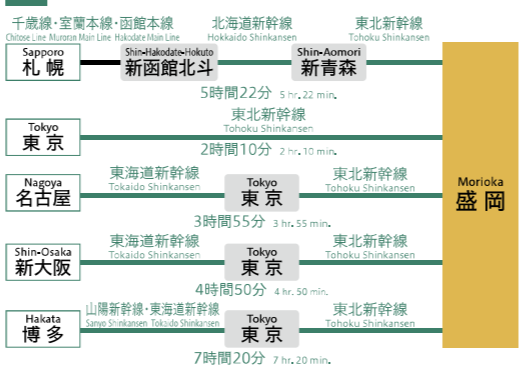 千歳線・室蘭本線・函館本線 北海道新幹線 東北新幹線
Chitose Line Muroran Main Line Hakodate Main Line Hokkaido Shinkansen Tohoku Shinkansen
Sapporo Shin-Hakodate-Hokuto Shin-Aomori
札幌 新函館北斗 新青森
5時間22分 5 hr. 22 min.
東北新幹線
Tohoku Shinkansen
Tokyo
東京
2時間10分 2 hr. 10 min.
東海道新幹線 東北新幹線
Tokaido Shinkansen Tohoku Shinkansen
Nagoya Tokyo
名古屋 東京
3時間55分 3 hr. 55 min.
Morioka
盛岡
東海道新幹線 東北新幹線
Tokaido Shinkansen Tohoku Shinkansen
Shin-Osaka Tokyo
新大阪 東京
4時間50分 4 hr. 50 min.
山陽新幹線・東海道新幹線 東北新幹線
Sanyo Shinkansen Tokaido Shinkansen Tohoku Shinkansen
Hakata Tokyo
博多 東京
7時間20分 7 hr. 20 min.